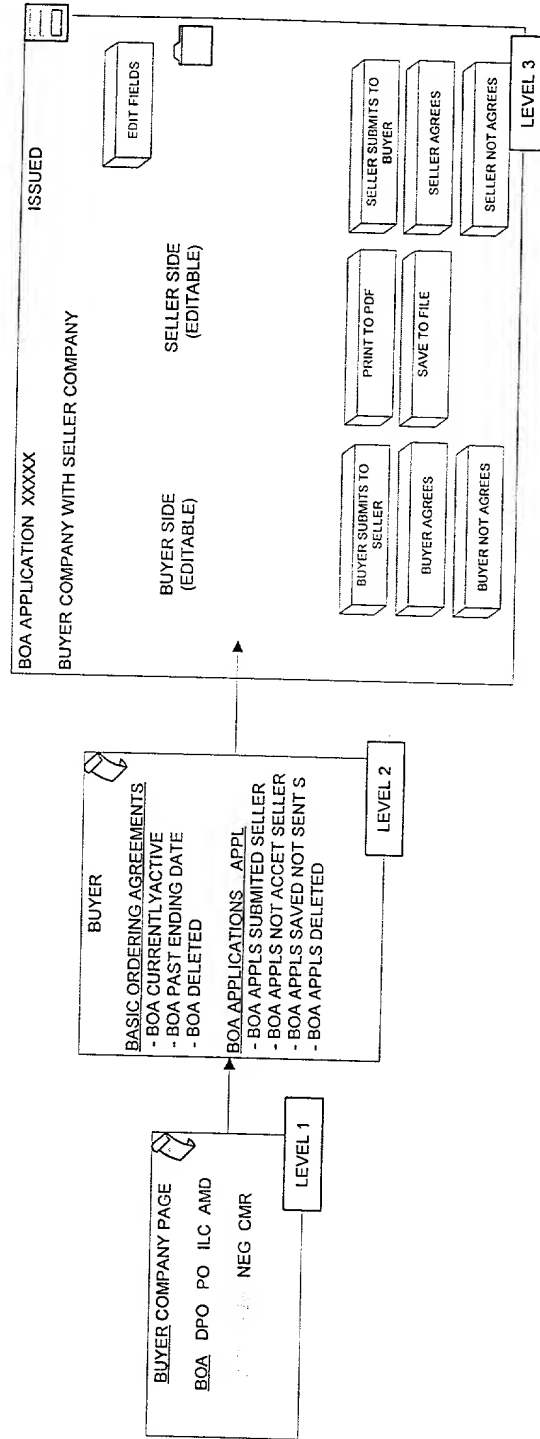 BUYER COMPANY PAGE
BOA DPO PO ILC AMD
NEG CMR
LEVEL 1
BUYER
BASIC ORDERING AGREEMENTS
- BOA CURRENTLYACTIVE
- BOA PAST ENDING DATE
- BOA DELETED
BOA APPLICATIONS APPL
- BOA APPLS SUBMITED SELLER
- BOA APPLS NOT ACCET SELLER
- BOA APPLS SAVED NOT SENT S
- BOA APPLS DELETED
LEVEL 2
BOA APPLICATION XXXXX
ISSUED
BUYER COMPANY WITH SELLER COMPANY
EDIT FIELDS
BUYER SIDE
(EDITABLE)
SELLER SIDE
(EDITABLE)
BUYER SUBMITS TO
SELLER
BUYER AGREES
BUYER NOT AGREES
PRINT TO PDF
SAVE TO FILE
SELLER SUBMITS TO
BUYER
SELLER AGREES
SELLER NOT AGREES
LEVEL 3